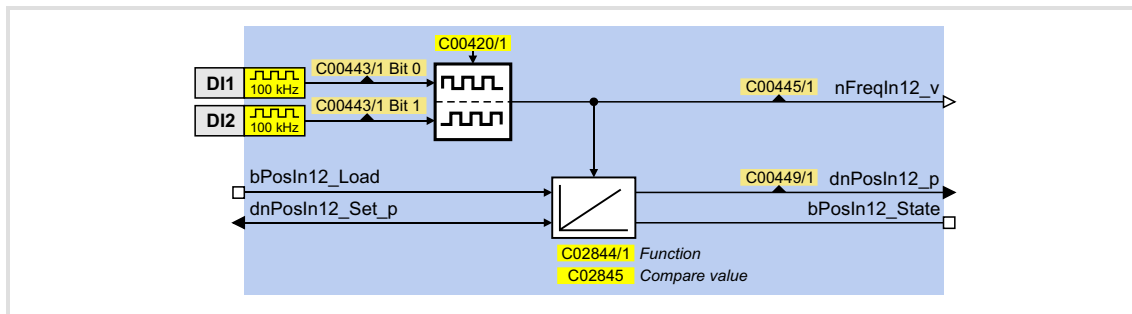 C00420/1
DI1
100 kHz
C00443/1 Bit 0
C00445/1
nFreqIn12_v
DI2
100 kHz
C00443/1 Bit 1
bPosIn12_Load
C00449/1
dnPosIn12_p
dnPosIn12_Set_p
bPosIn12_State
C02844/1 Function
C02845 Compare value